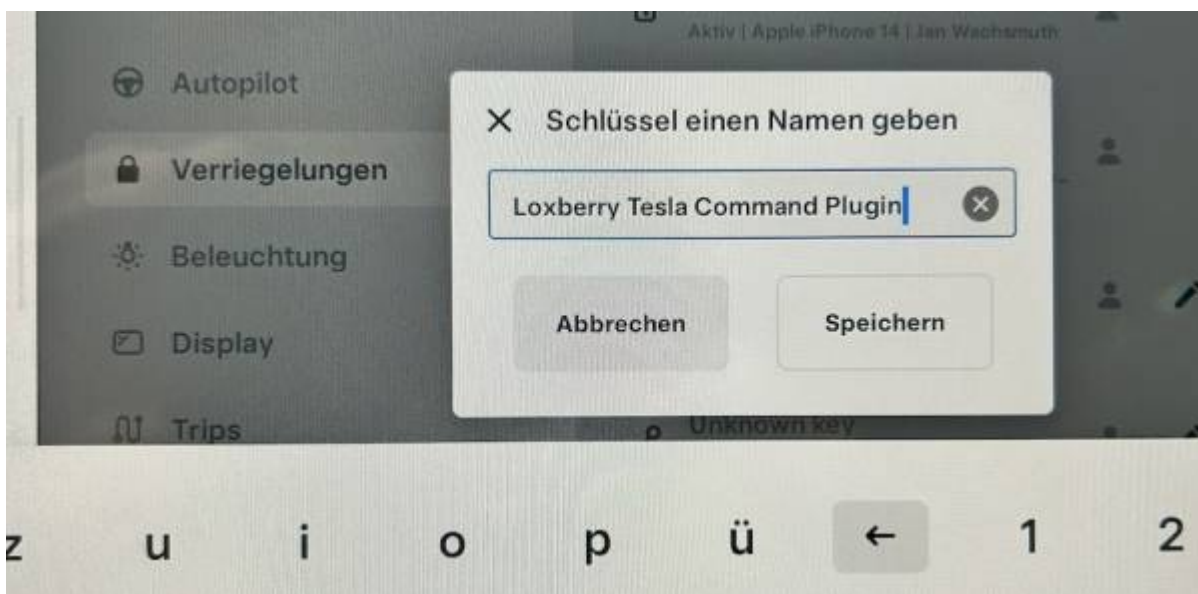 Aktiv | Apple iPhone 14 | Jan Wachsmuth
Autopilot
Schlüssel einen Namen geben
Verriegelungen
Loxberry Tesla Command Plugin
Beleuchtung
Abbrechen
Speichern
Display
Trips
Unknown key
z u i o p ü ← 1 2